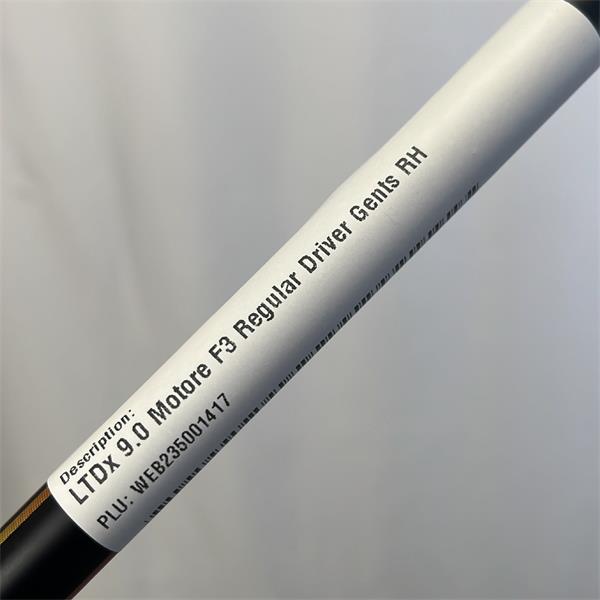 Description:
LTDx 9.0 Motore F3 Regular Driver Gents RH
PLU: WEB235001417